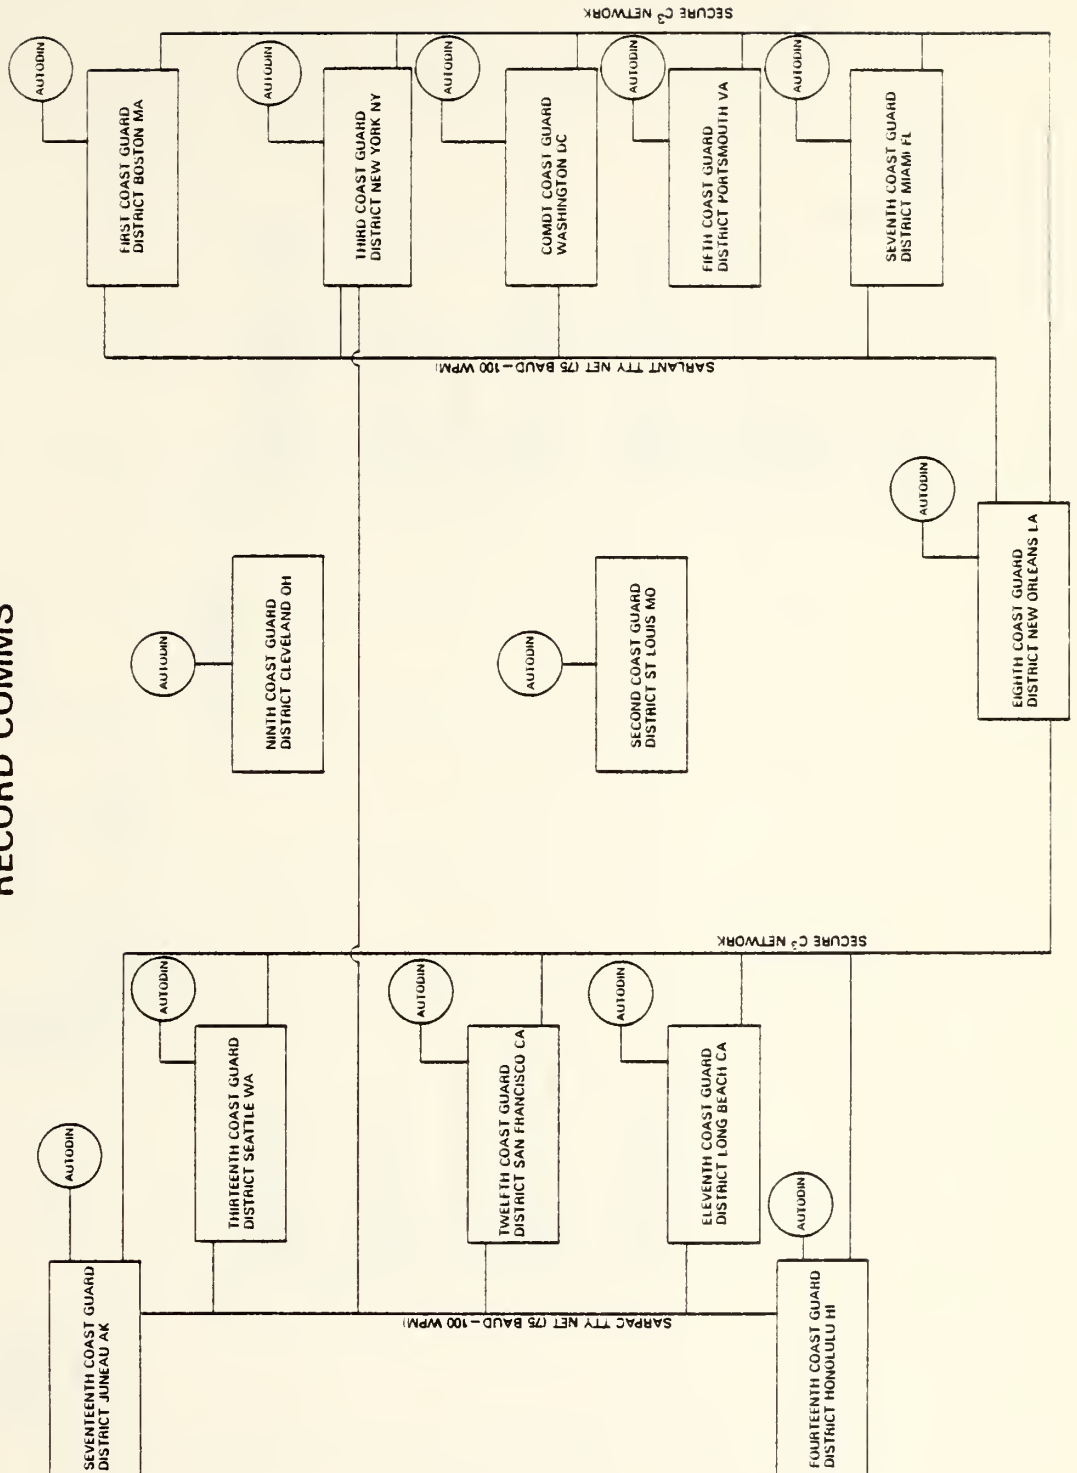 RECORD COMMS
SEVENTEENTH COAST GUARD
DISTRICT JUNEAU AK
AUTODIN
THIRTEENTH COAST GUARD
DISTRICT SEATTLE WA
AUTODIN
TWELFTH COAST GUARD
DISTRICT SAN FRANCISCO CA
AUTODIN
ELEVENTH COAST GUARD
DISTRICT LONG BEACH CA
AUTODIN
FOURTEENTH COAST GUARD
DISTRICT HONOLULU HI
AUTODIN
SARPAC TTY NET (75 BAUD-100 WPM)
SECURE C³ NETWORK
NINTH COAST GUARD
DISTRICT CLEVELAND OH
AUTODIN
SECOND COAST GUARD
DISTRICT ST LOUIS MO
AUTODIN
EIGHTH COAST GUARD
DISTRICT NEW ORLEANS LA
AUTODIN
SARLANT TTY NET (75 BAUD-100 WPM)
FIRST COAST GUARD
DISTRICT BOSTON MA
AUTODIN
THIRD COAST GUARD
DISTRICT NEW YORK NY
AUTODIN
COMDT COAST GUARD
WASHINGTON DC
AUTODIN
FIFTH COAST GUARD
DISTRICT PORTSMOUTH VA
AUTODIN
SEVENTH COAST GUARD
DISTRICT MIAMI FL
AUTODIN
SECURE C³ NETWORK